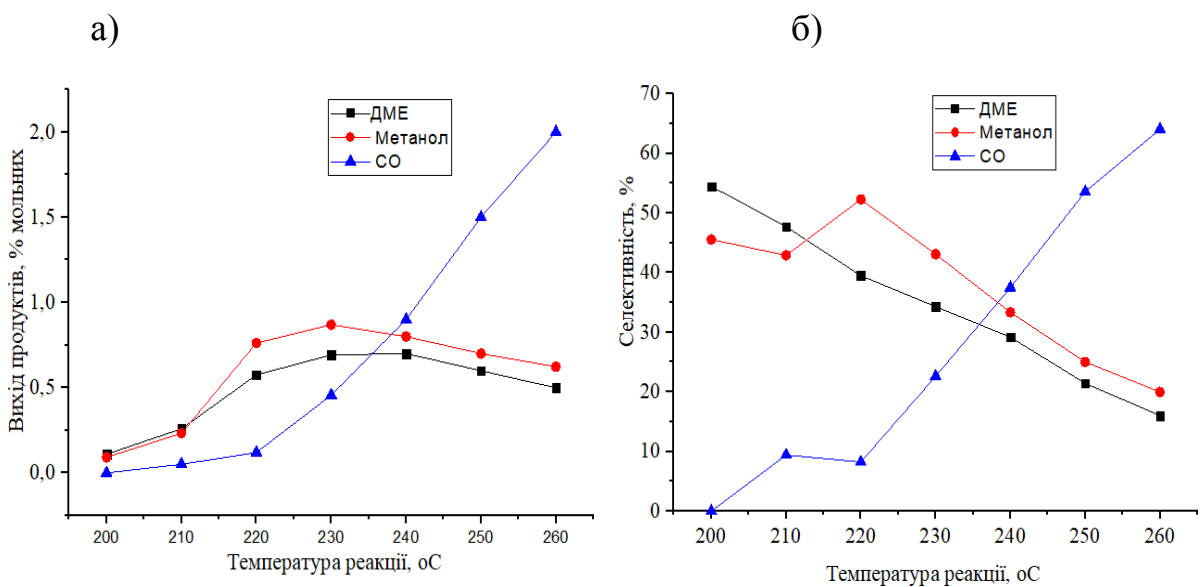 а)
б)
Вихід продуктів, % мольних
2,0
1,5
1,0
0,5
0,0
ДМЕ
Метанол
CO
200 210 220 230 240 250 260
Температура реакції, оС
Селективність, %
70
60
50
40
30
20
10
0
ДМЕ
Метанол
CO
200 210 220 230 240 250 260
Температура реакції, оС